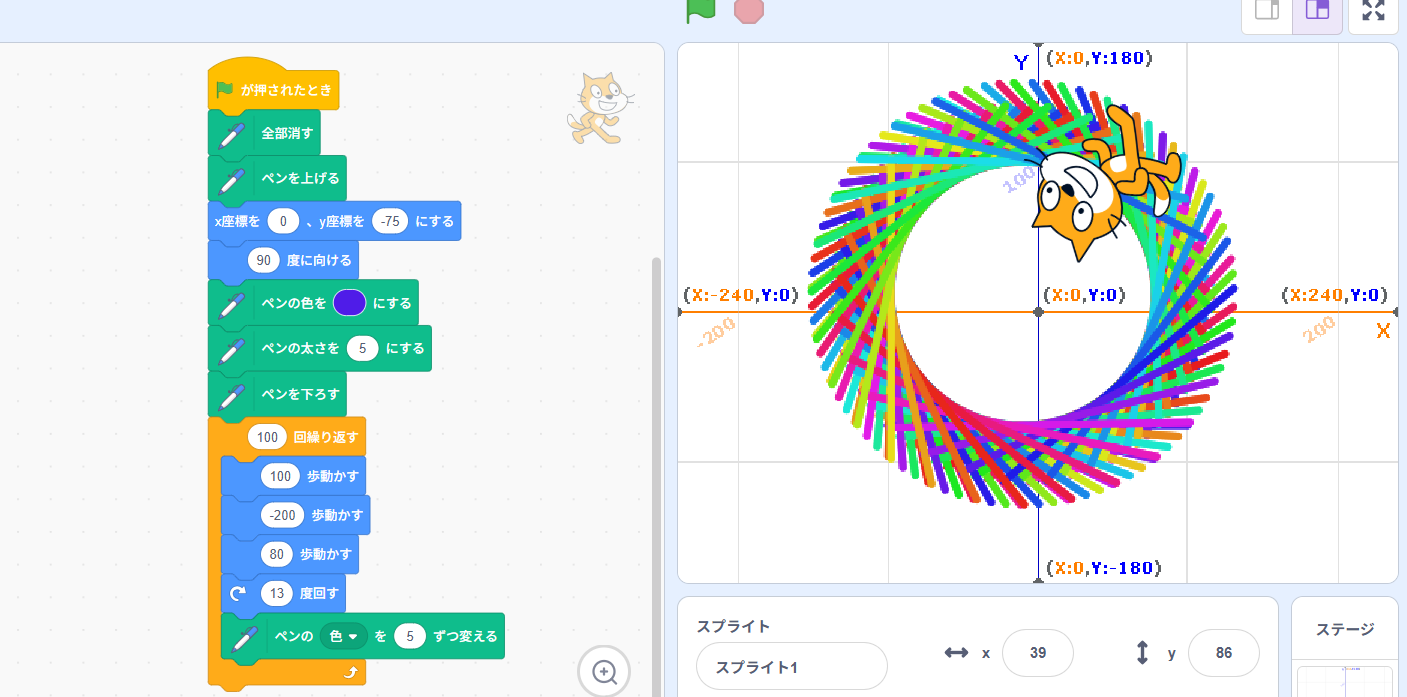 が押されたとき
全部消す
ペンを上げる
x座標を 0 、y座標を -75 にする
90 度に向ける
ペンの色を にする
ペンの太さを 5 にする
ペンを下ろす
100 回繰り返す
100 歩動かす
-200 歩動かす
80 歩動かす
13 度回す
ペンの 色 を 5 ずつ変える
Y (X:0,Y:180)
100
(X:-240,Y:0) (X:0,Y:0) (X:240,Y:0)
-200 200 X
(X:0,Y:-180)
スプライト
スプライト1 x 39 y 86
ステージ